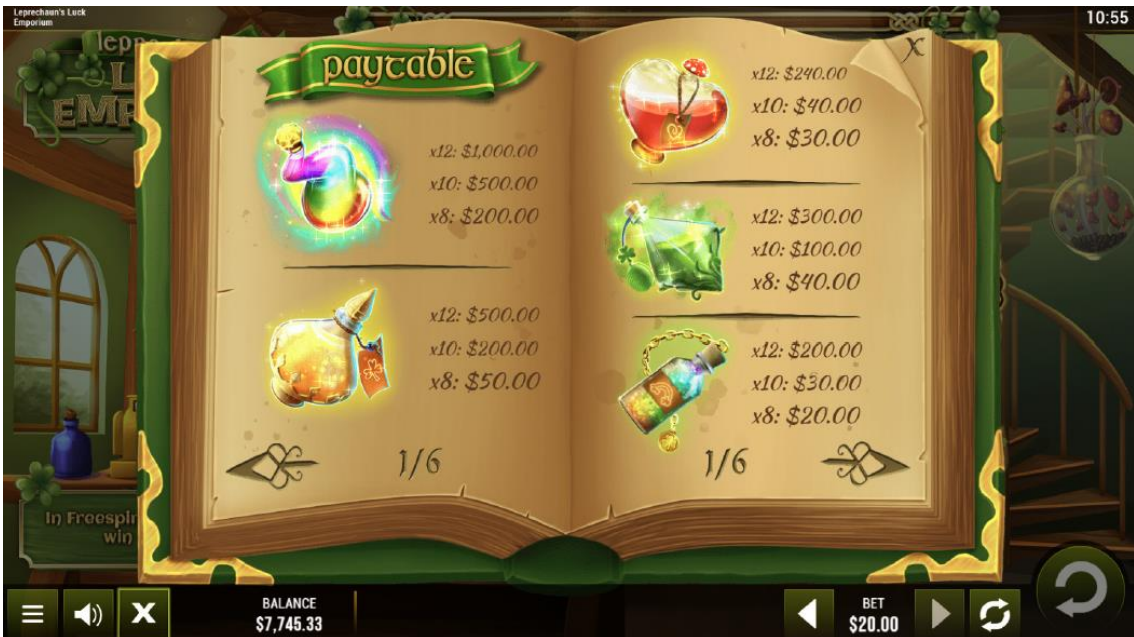 Leprechaun's Luck
Emporium
10:55
lep
L
EMP
paytable
X
x12: $1,000.00
x10: $500.00
x8: $200.00
x12: $500.00
x10: $200.00
x8: $50.00
1/6
x12: $240.00
x10: $40.00
x8: $30.00
x12: $300.00
x10: $100.00
x8: $40.00
x12: $200.00
x10: $30.00
x8: $20.00
1/6
In Freespin
win
X
BALANCE
$7,745.33
BET
$20.00